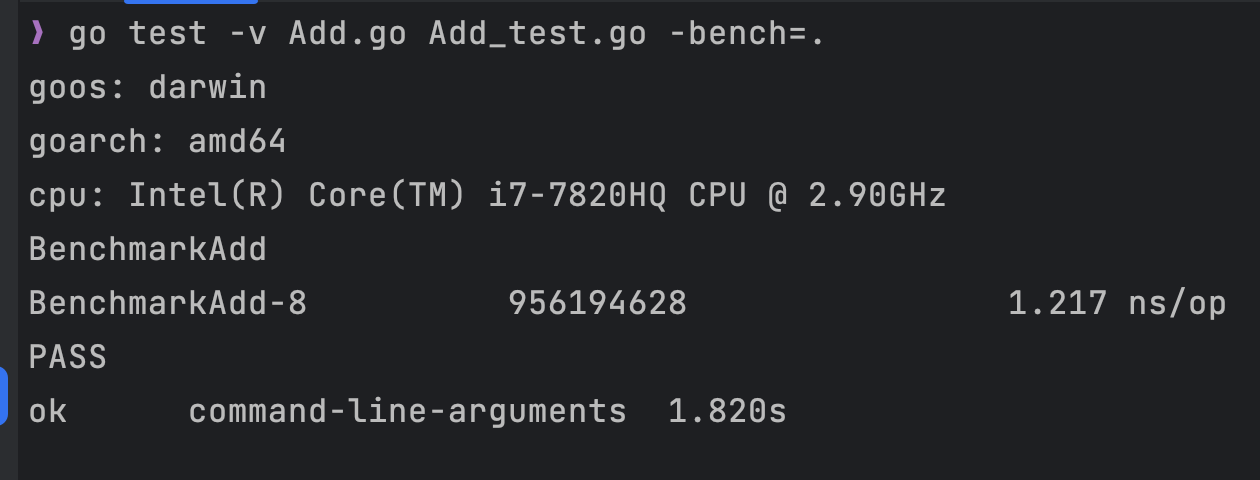 ❯ go test -v Add.go Add_test.go -bench=.
goos: darwin
goarch: amd64
cpu: Intel(R) Core(TM) i7-7820HQ CPU @ 2.90GHz
BenchmarkAdd
BenchmarkAdd-8          956194628                1.217 ns/op
PASS
ok      command-line-arguments  1.820s